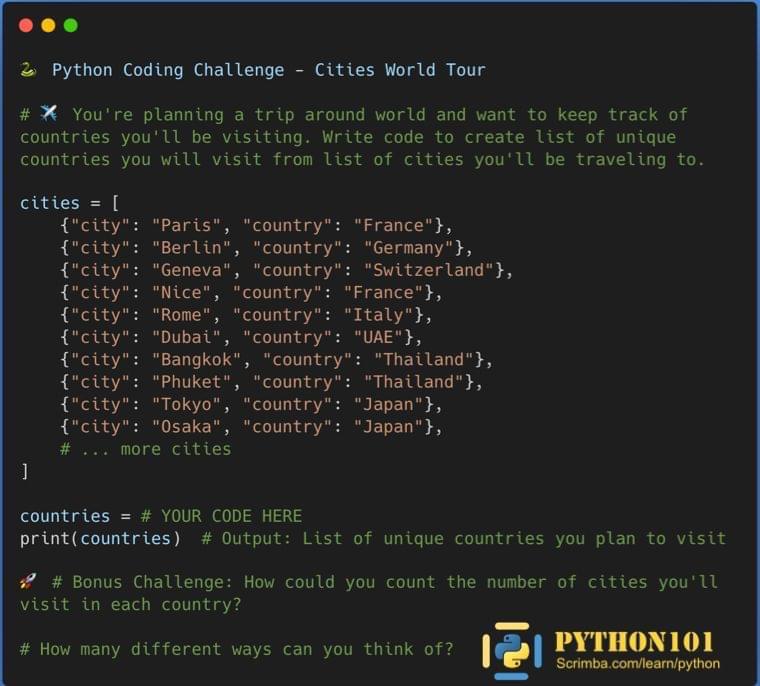 🐍 Python Coding Challenge - Cities World Tour
# ✈️ You're planning a trip around world and want to keep track of
countries you'll be visiting. Write code to create list of unique
countries you will visit from list of cities you'll be traveling to.
cities = [
    {"city": "Paris", "country": "France"},
    {"city": "Berlin", "country": "Germany"},
    {"city": "Geneva", "country": "Switzerland"},
    {"city": "Nice", "country": "France"},
    {"city": "Rome", "country": "Italy"},
    {"city": "Dubai", "country": "UAE"},
    {"city": "Bangkok", "country": "Thailand"},
    {"city": "Phuket", "country": "Thailand"},
    {"city": "Tokyo", "country": "Japan"},
    {"city": "Osaka", "country": "Japan"},
    # ... more cities
]
countries = # YOUR CODE HERE
print(countries)  # Output: List of unique countries you plan to visit
🚀 # Bonus Challenge: How could you count the number of cities you'll
visit in each country?
# How many different ways can you think of?
PYTHON101
Scrimba.com/learn/python